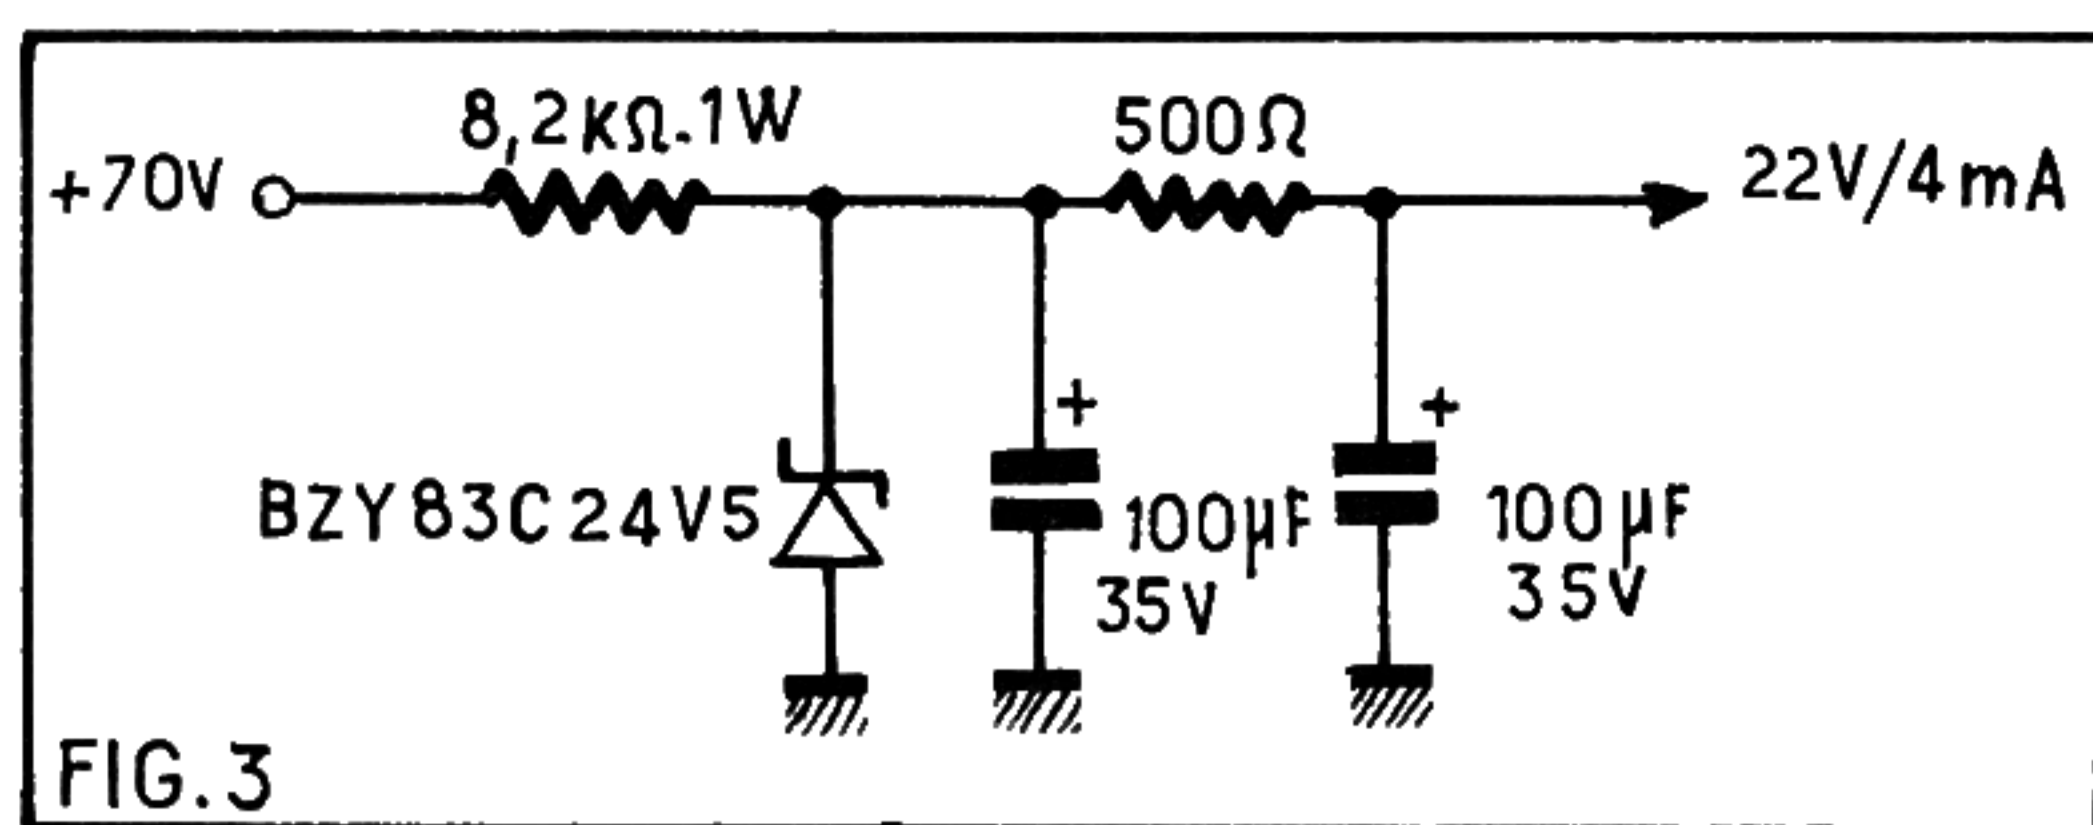 8,2KΩ.1W
500Ω
+70V
22V/4mA
+
+
BZY83C24V5
100µF
35V
100µF
35V
FIG.3